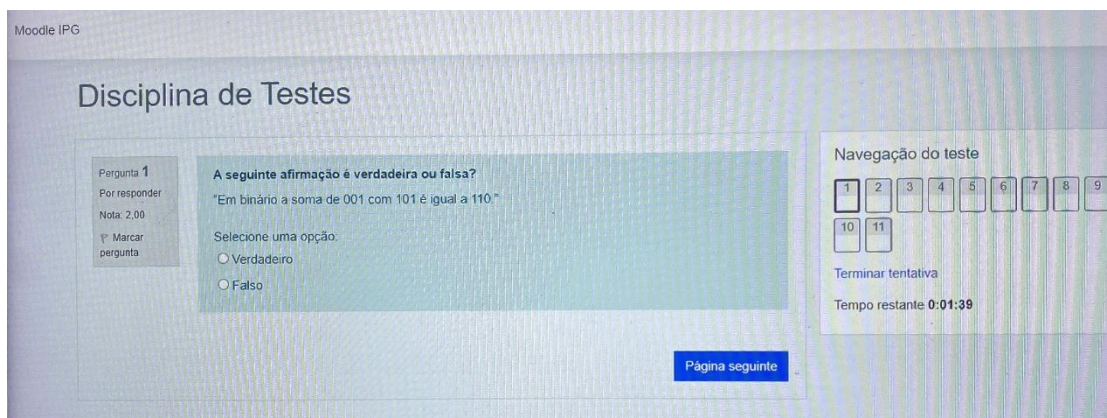 Moodle IPG
Disciplina de Testes
Pergunta 1
Por responder
Nota: 2,00
Marcar
pergunta
A seguinte afirmação é verdadeira ou falsa?
"Em binário a soma de 001 com 101 é igual a 110."
Selecione uma opção:
Verdadeiro
Falso
Página seguinte
Navegação do teste
1 2 3 4 5 6 7 8 9
10 11
Terminar tentativa
Tempo restante 0:01:39